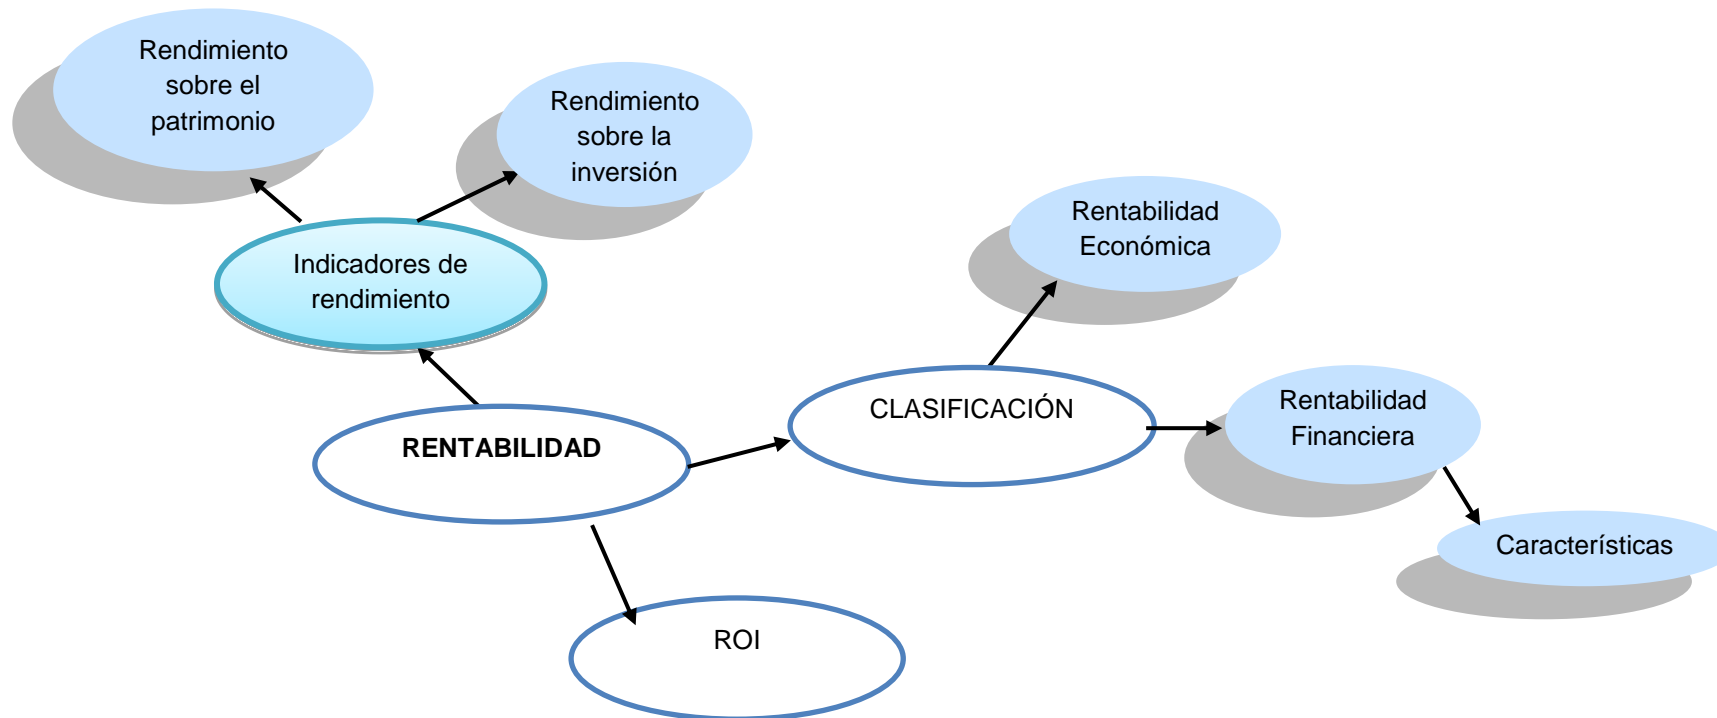 Rendimiento
sobre el
patrimonio
Rendimiento
sobre la
inversión
Indicadores de
rendimiento
Rentabilidad
Económica
CLASIFICACIÓN
Rentabilidad
Financiera
RENTABILIDAD
Características
ROI